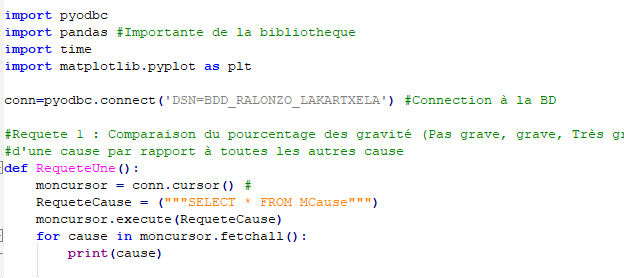 import pyodbc
import pandas #Importante de la bibliotheque
import time
import matplotlib.pyplot as plt
conn=pyodbc.connect('DSN=BDD_RALONZO_LAKARTXELA') #Connection à la BD
#Requete 1 : Comparaison du pourcentage des gravité (Pas grave, grave, Très
#d'une cause par rapport à toutes les autres cause
def RequeteUne():
    moncursor = conn.cursor() #
    RequeteCause = ("""SELECT * FROM MCause""")
    moncursor.execute(RequeteCause)
    for cause in moncursor.fetchall():
        print(cause)